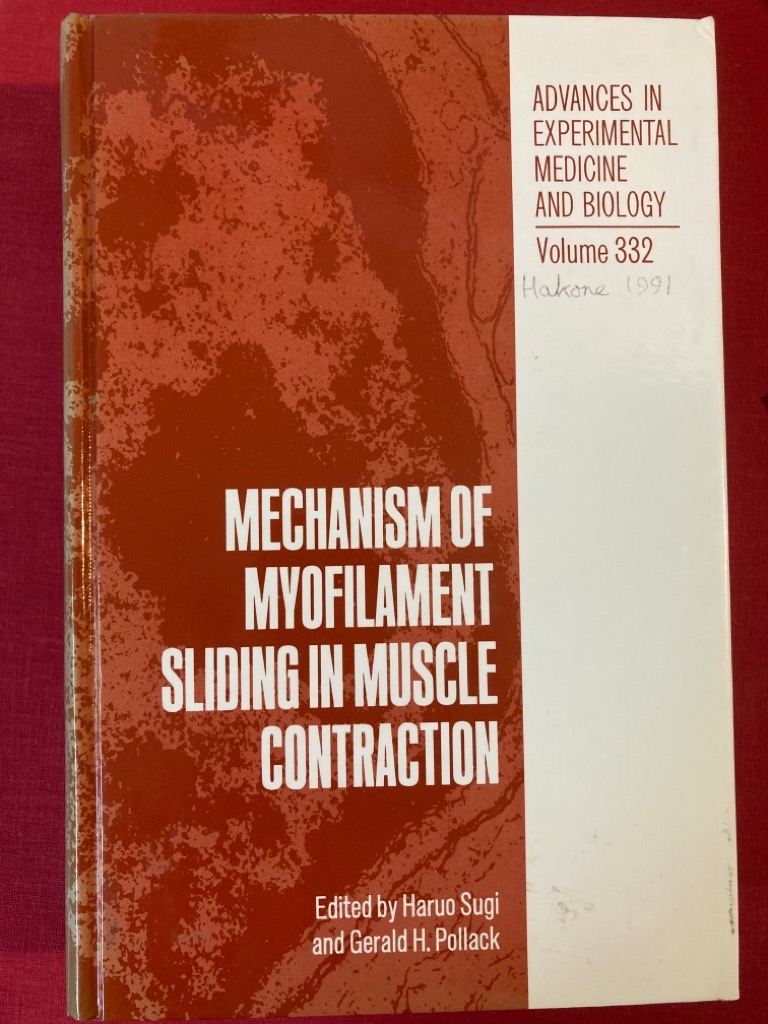 ADVANCES IN
EXPERIMENTAL
MEDICINE
AND BIOLOGY
Volume 332
Hakone 1991
MECHANISM OF
MYOFILAMENT
SLIDING IN MUSCLE
CONTRACTION
Edited by Haruo Sugi
and Gerald H. Pollack